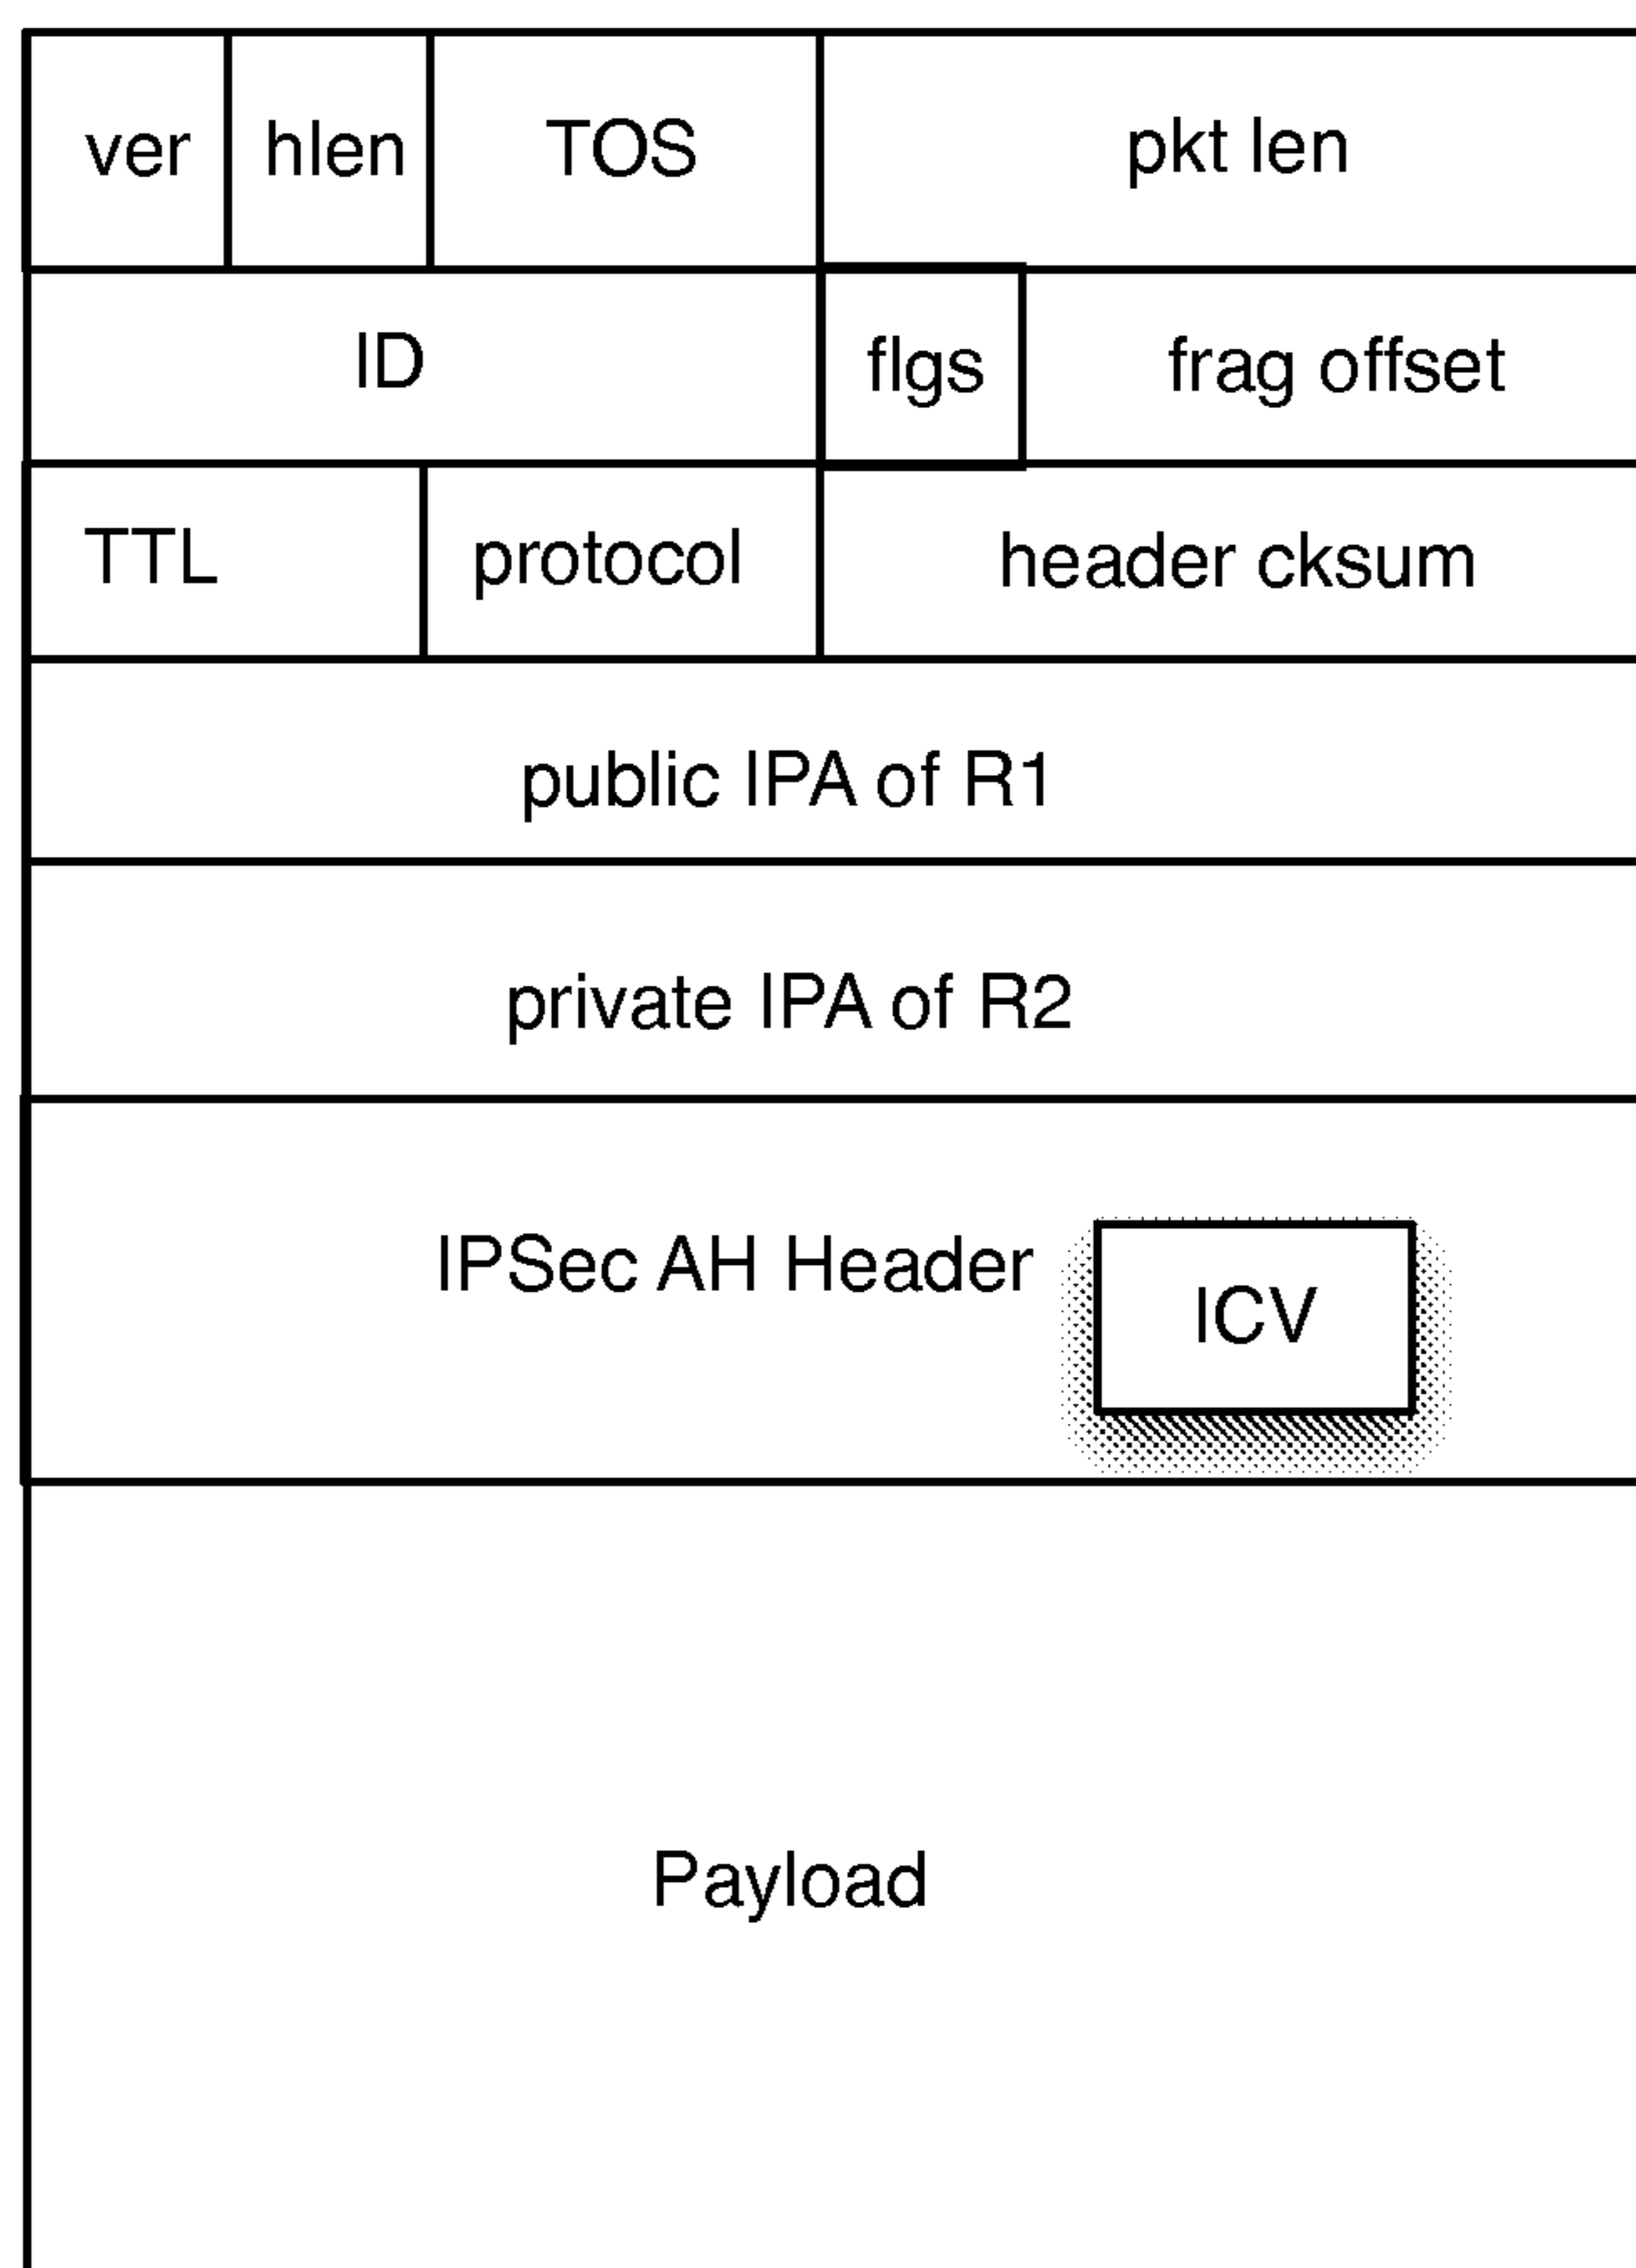 ver hlen TOS pkt len
ID flgs frag offset
TTL protocol header cksum
public IPA of R1
private IPA of R2
IPSec AH Header ICV
Payload